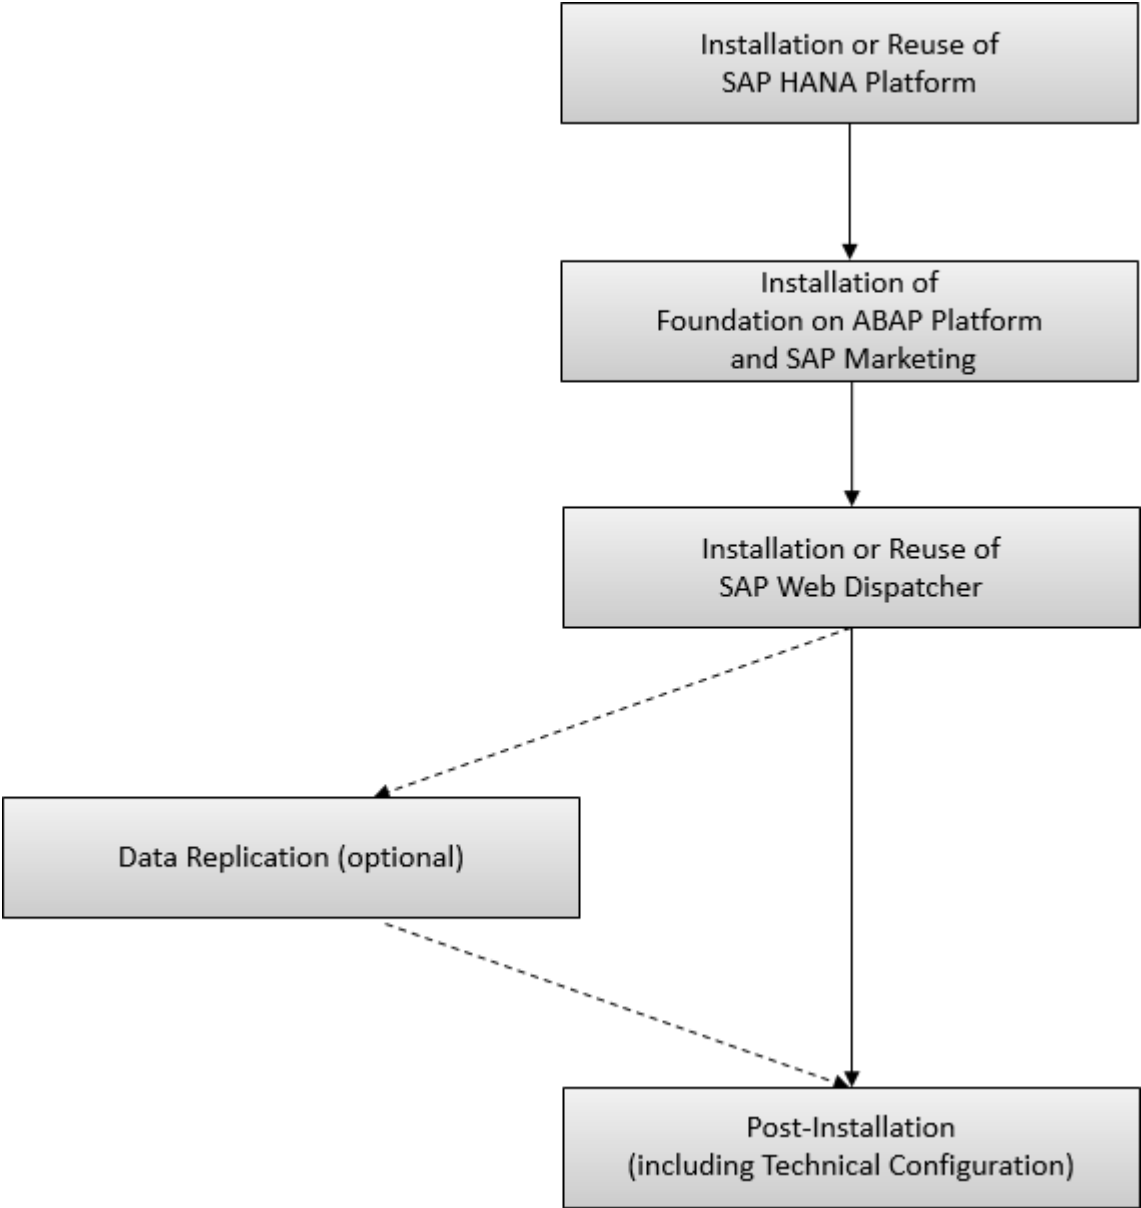 Installation or Reuse of
SAP HANA Platform
Installation of
Foundation on ABAP Platform
and SAP Marketing
Installation or Reuse of
SAP Web Dispatcher
Data Replication (optional)
Post-Installation
(including Technical Configuration)